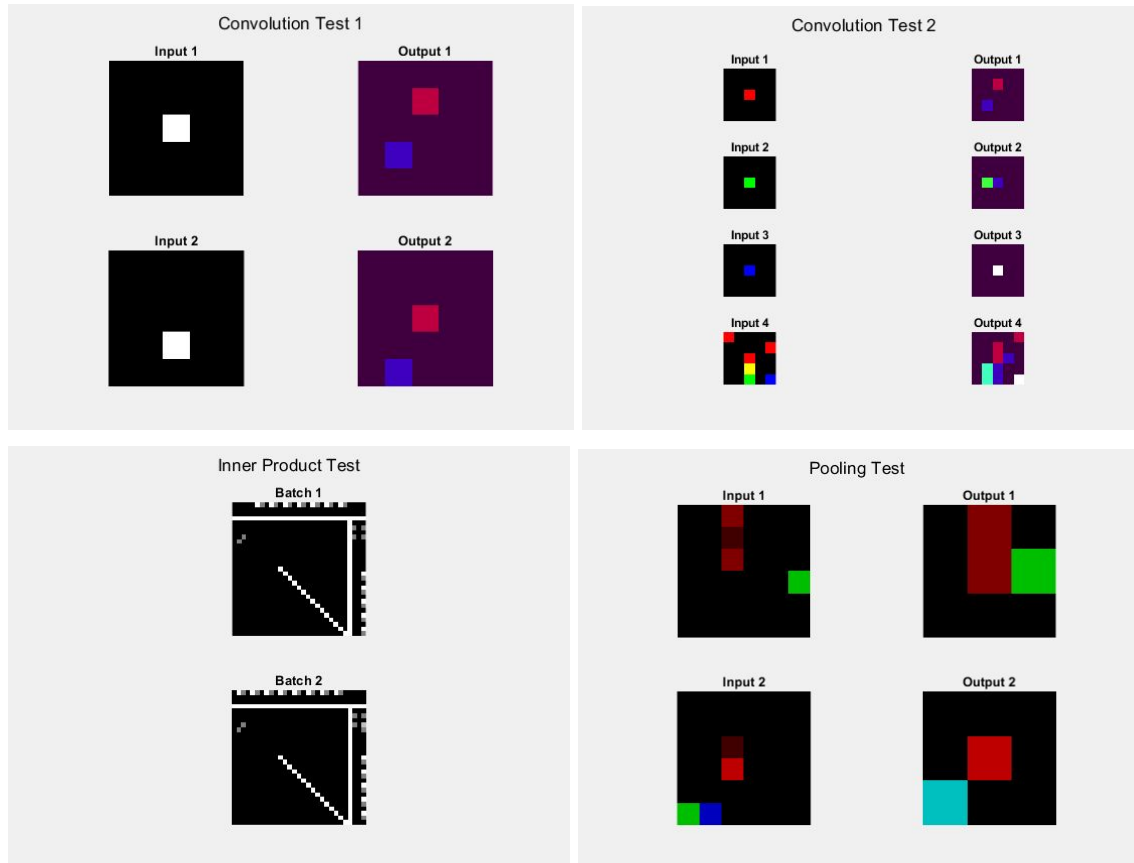 Convolution Test 1
Input 1
Output 1
Input 2
Output 2
Convolution Test 2
Input 1
Output 1
Input 2
Output 2
Input 3
Output 3
Input 4
Output 4
Inner Product Test
Batch 1
Batch 2
Pooling Test
Input 1
Output 1
Input 2
Output 2